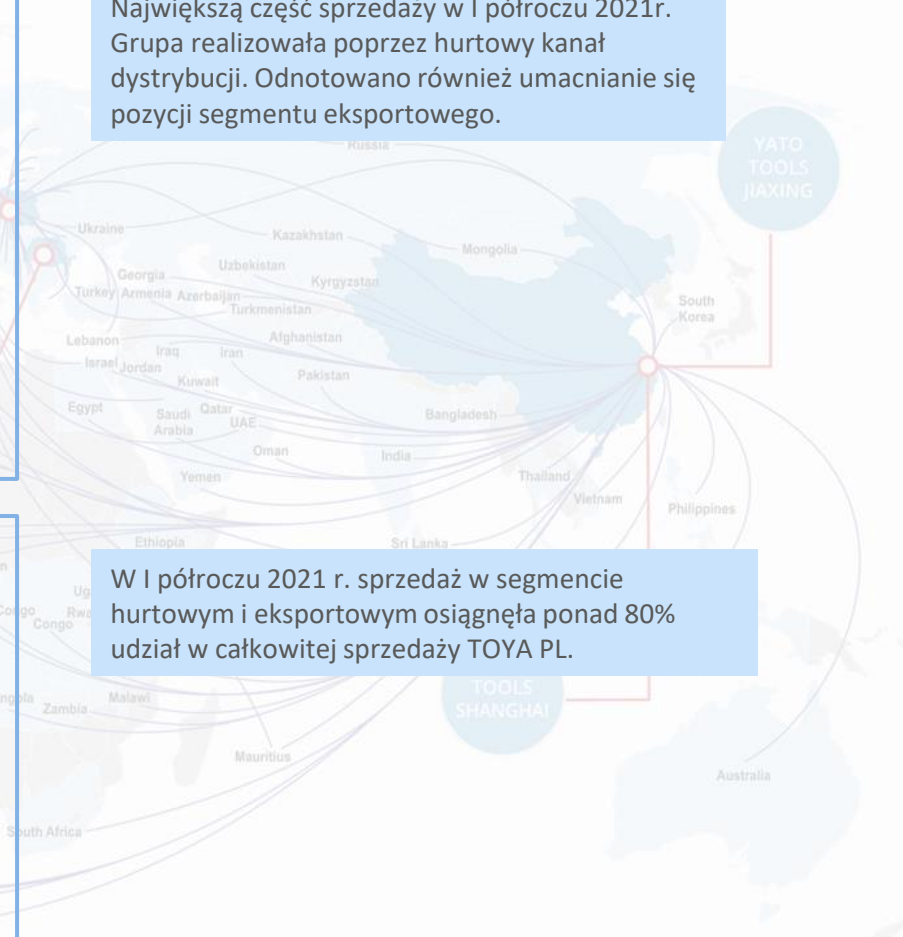 Największą część sprzedaży w I półroczu 2021r.
Grupa realizowała poprzez hurtowy kanał
dystrybucji. Odnotowano również umacnianie się
pozycji segmentu eksportowego.
Russia
YATO
TOOLS
JIAXING
Ukraine
Kazakhstan
Mongolia
Georgia
Uzbekistan
Kyrgyzstan
Turkey Armenia Azerbaijan
Turkmenistan
South
Korea
Lebanon
Afghanistan
Iraq
Iran
Israel
Jordan
Kuwait
Pakistan
Egypt
Saudi
Arabia
Qatar
UAE
Bangladesh
Oman
India
Yemen
Thailand
Vietnam
Philippines
Ethiopia
Sri Lanka
W I półroczu 2021 r. sprzedaż w segmencie
hurtowym i eksportowym osiągnęła ponad 80%
udział w całkowitej sprzedaży TOYA PL.
Congo
TOOLS
SHANGHAI
Malawi
Zambia
Mauritius
Australia
South Africa